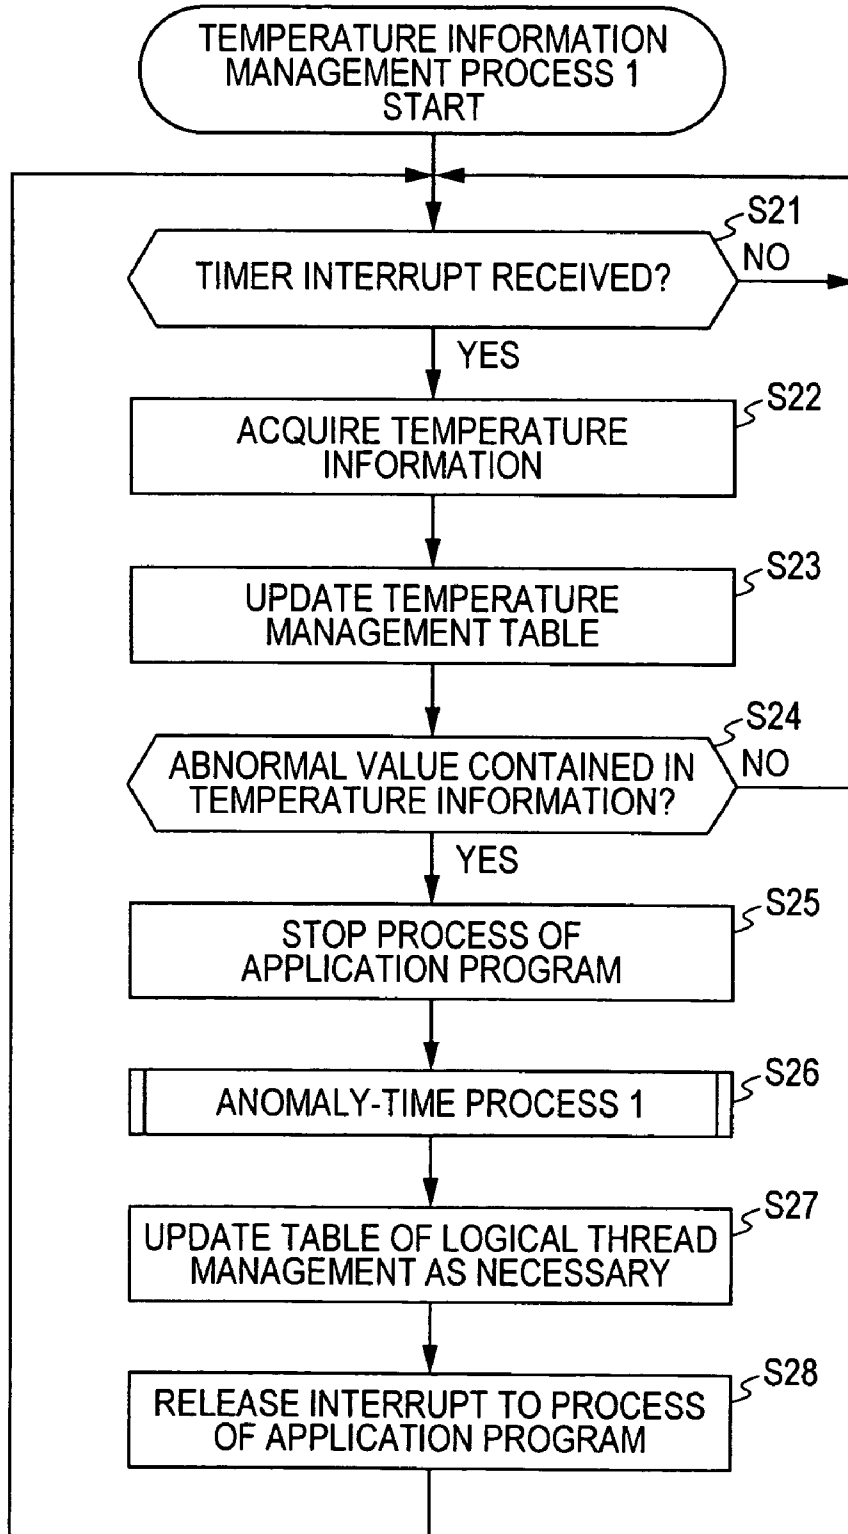 TEMPERATURE INFORMATION
MANAGEMENT PROCESS 1
START
S21
TIMER INTERRUPT RECEIVED?
NO
YES
S22
ACQUIRE TEMPERATURE
INFORMATION
S23
UPDATE TEMPERATURE
MANAGEMENT TABLE
S24
ABNORMAL VALUE CONTAINED IN
TEMPERATURE INFORMATION?
NO
YES
S25
STOP PROCESS OF
APPLICATION PROGRAM
S26
ANOMALY-TIME PROCESS 1
S27
UPDATE TABLE OF LOGICAL THREAD
MANAGEMENT AS NECESSARY
S28
RELEASE INTERRUPT TO PROCESS
OF APPLICATION PROGRAM